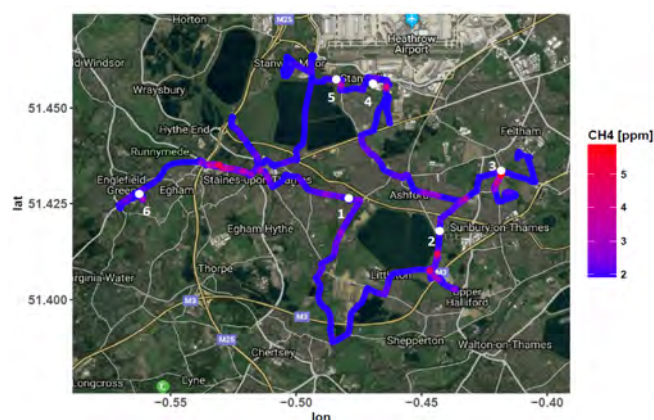 Horton
M25
Heathrow
Airport
Windsor
Stanwell Moor
Stan
51.450
Wraysbury
5
4
CH4 [ppm]
Hythe End
Feltham
5
Runnymede
3
Englefield
Green
Staines-upon-Thames
Ashford
4
lat
51.425
Egham
6
1
Sunbury-on-Thames
3
Egham Hythe
2
Virginia-Water
Thorpe
Littleton
M3
2
51.400
M3
Upper
Halliford
M3
Shepperton
M25
Chertsey
Walton-on-Thames
Longcross
Lyne
-0.55
-0.50
-0.45
-0.40
lon